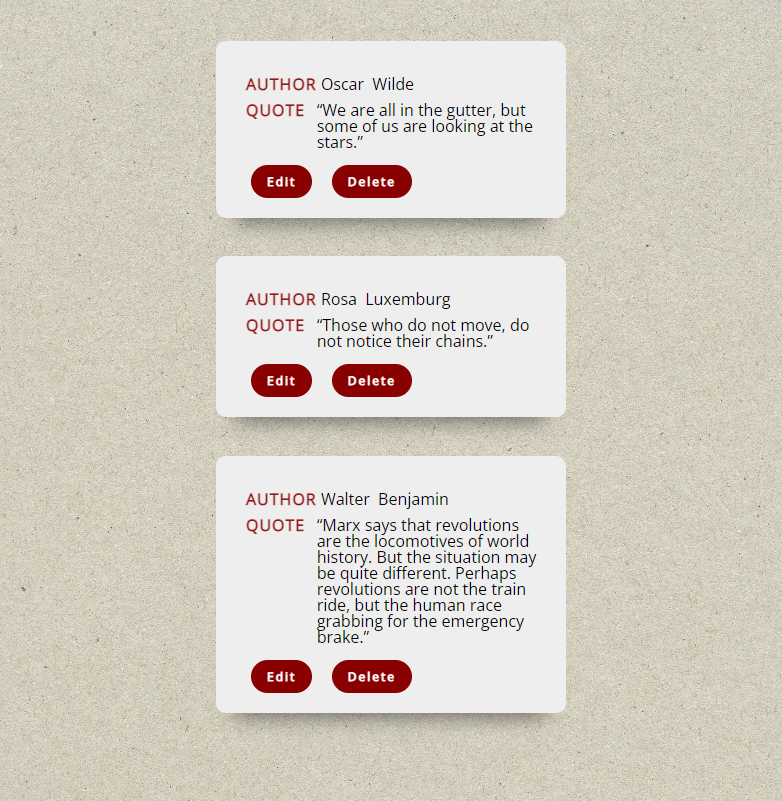 AUTHOR Oscar Wilde
QUOTE “We are all in the gutter, but
some of us are looking at the
stars.”
Edit Delete
AUTHOR Rosa Luxemburg
QUOTE “Those who do not move, do
not notice their chains.”
Edit Delete
AUTHOR Walter Benjamin
QUOTE “Marx says that revolutions
are the locomotives of world
history. But the situation may
be quite different. Perhaps
revolutions are not the train
ride, but the human race
grabbing for the emergency
brake.”
Edit Delete